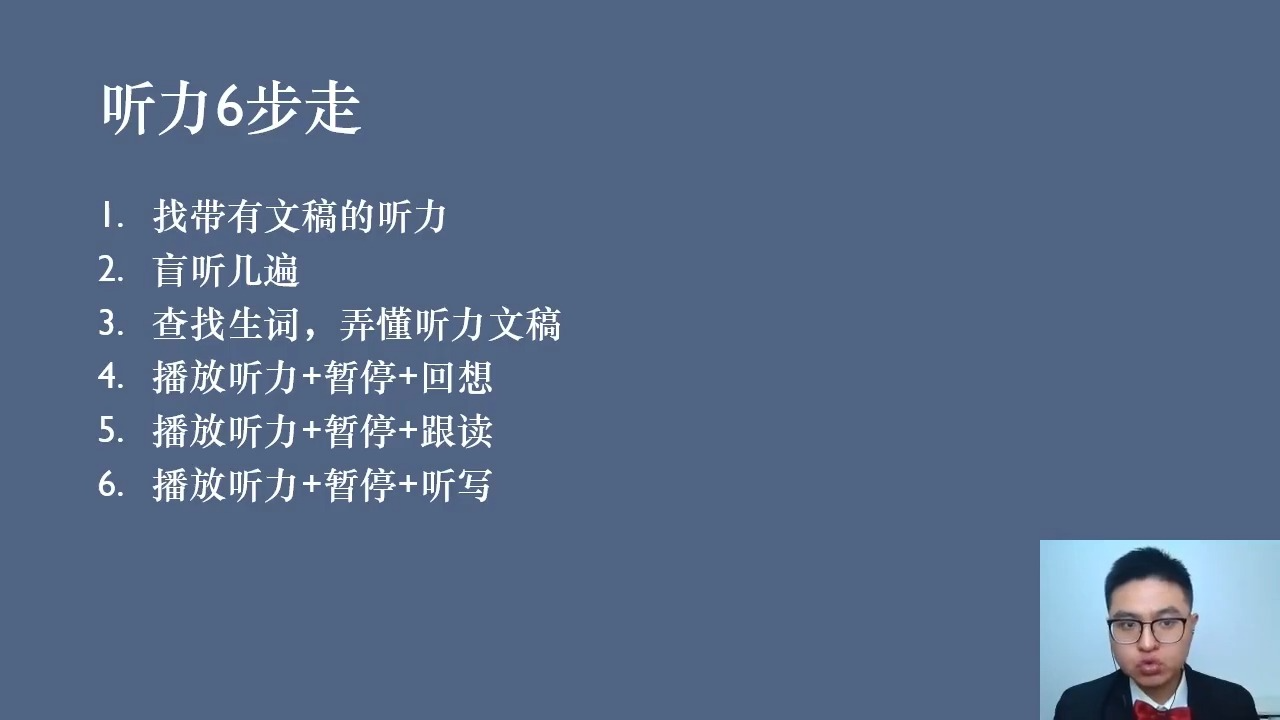 听力6步走
1. 找带有文稿的听力
2. 盲听几遍
3. 查找生词，弄懂听力文稿
4. 播放听力+暂停+回想
5. 播放听力+暂停+跟读
6. 播放听力+暂停+听写